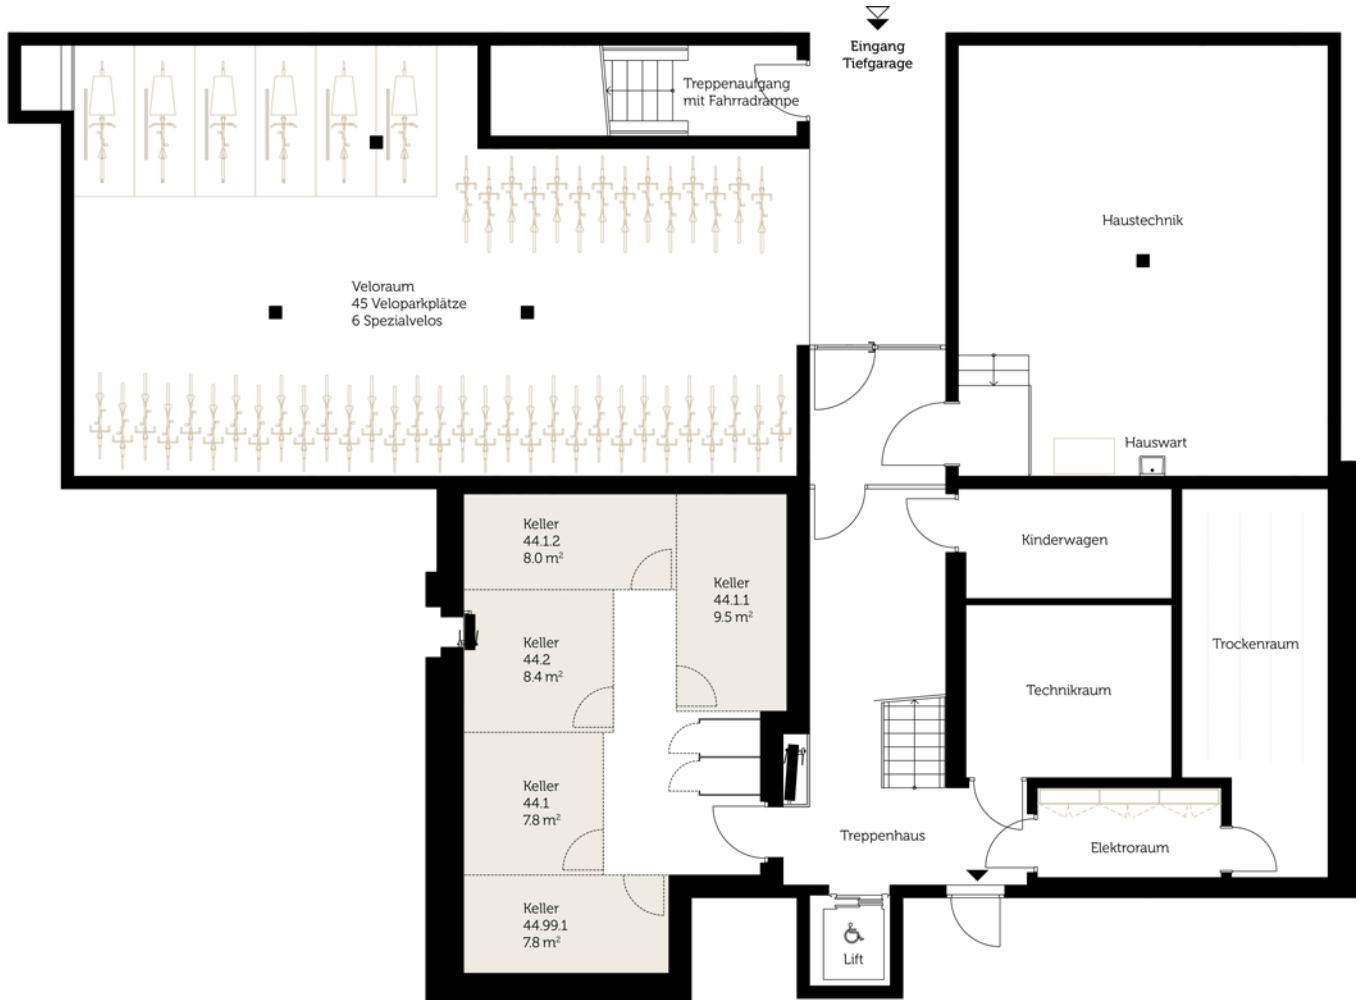 Eingang
Tiefgarage
Treppenaufgang
mit Fahrradrampe
Haustechnik
Veloraum
45 Veloparkplätze
6 Spezialvelos
Hauswart
Keller
44.1.2
8.0 m²
Kinderwagen
Keller
44.1.1
9.5 m²
Keller
44.2
8.4 m²
Trockenraum
Technikraum
Keller
44.1
7.8 m²
Treppenhaus
Elektroraum
Keller
44.99.1
7.8 m²
Lift